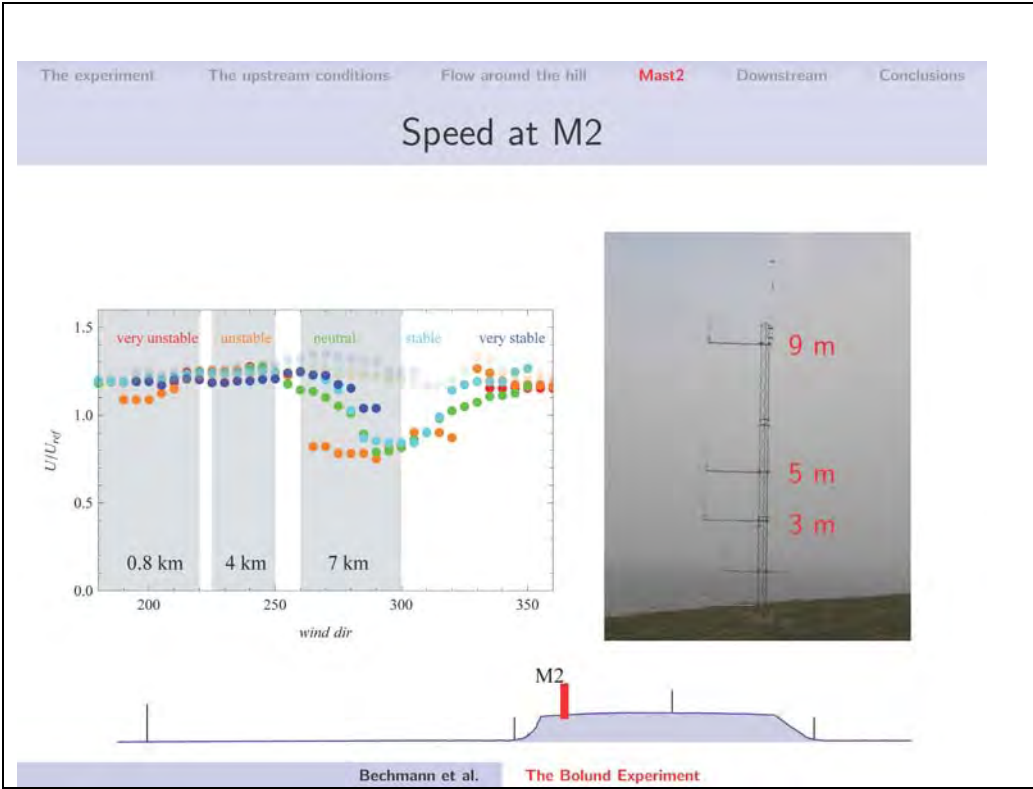 The experiment The upstream conditions Flow around the hill Mast2 Downstream Conclusions
Speed at M2
very unstable unstable neutral stable very stable
1.5
1.0
0.5
0.0
U/Uref
0.8 km 4 km 7 km
200 250 300 350
wind dir
9 m
5 m
3 m
M2
Bechmann et al. The Bolund Experiment